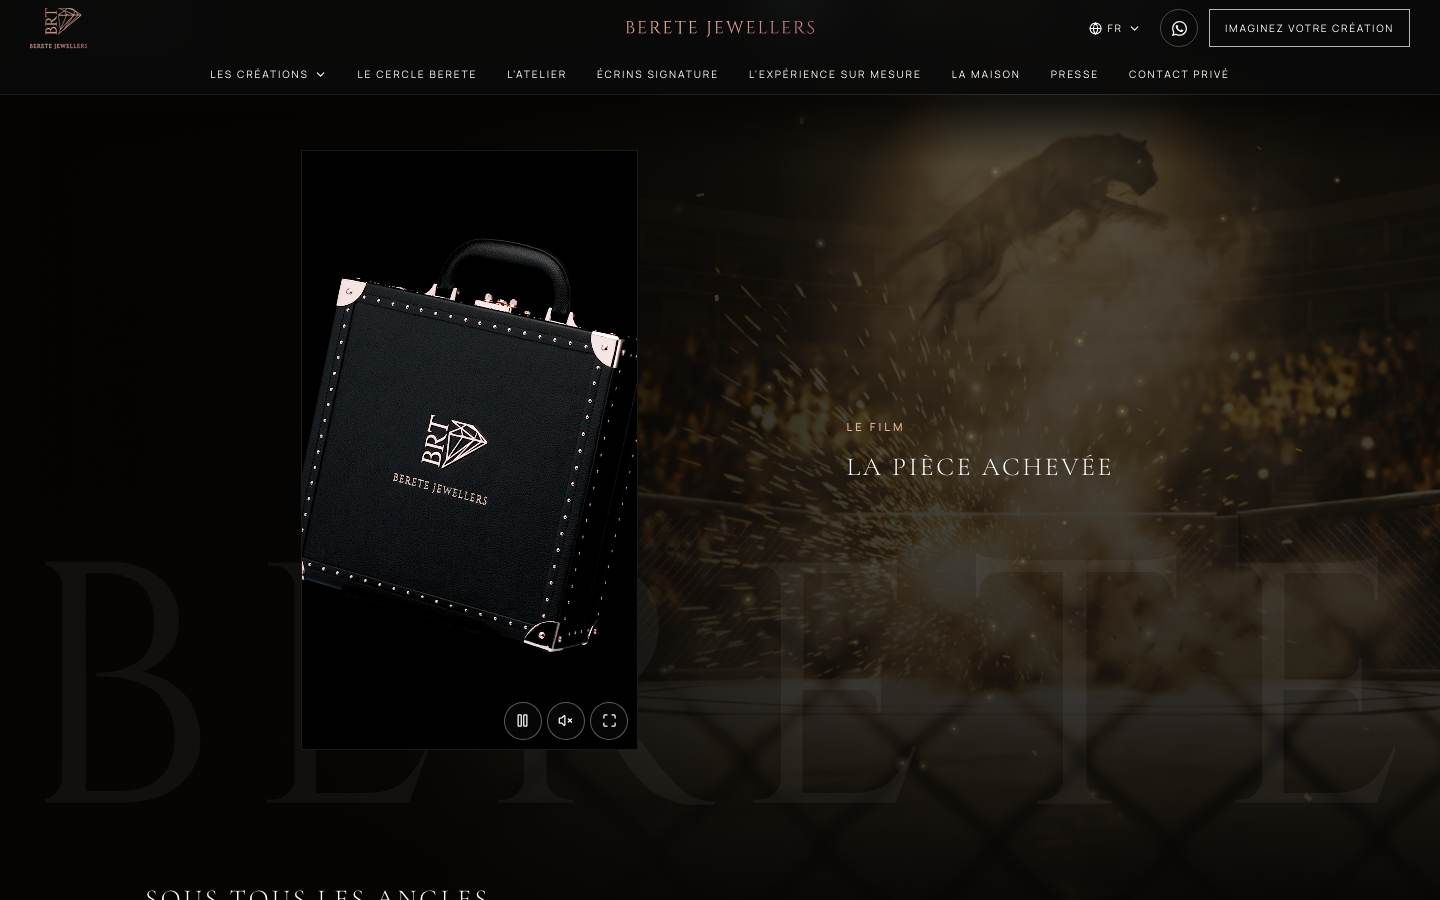 BRT
BERETE JEWELLERS
BERETE JEWELLERS
FR
IMAGINEZ VOTRE CRÉATION
LES CRÉATIONS
LE CERCLE BERETE
L'ATELIER
ÉCRINS SIGNATURE
L'EXPÉRIENCE SUR MESURE
LA MAISON
PRESSE
CONTACT PRIVÉ
BRT
BERETE JEWELLERS
LE FILM
LA PIÈCE ACHEVÉE
BERETE
SOUS TOUS LES ANGLES